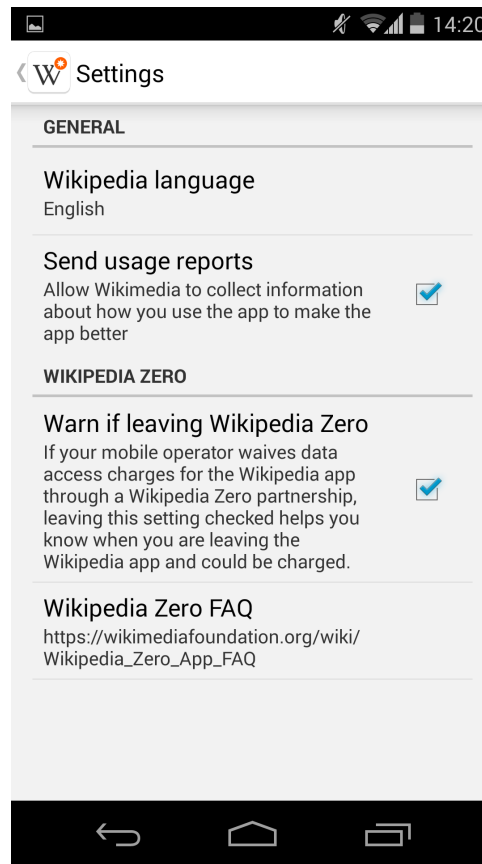 14:20
W Settings
GENERAL
Wikipedia language
English
Send usage reports
Allow Wikimedia to collect information
about how you use the app to make the
app better
WIKIPEDIA ZERO
Warn if leaving Wikipedia Zero
If your mobile operator waives data
access charges for the Wikipedia app
through a Wikipedia Zero partnership,
leaving this setting checked helps you
know when you are leaving the
Wikipedia app and could be charged.
Wikipedia Zero FAQ
https://wikimediafoundation.org/wiki/
Wikipedia_Zero_App_FAQ